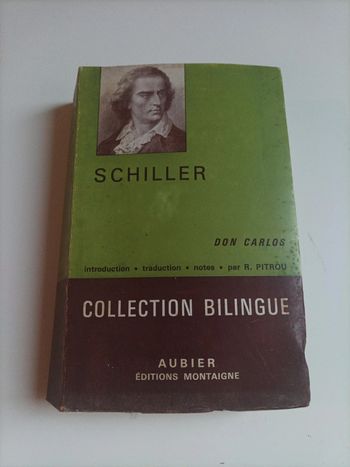 SCHILLER
DON CARLOS
introduction • traduction • notes • par R. PITROU
COLLECTION BILINGUE
AUBIER
ÉDITIONS MONTAIGNE